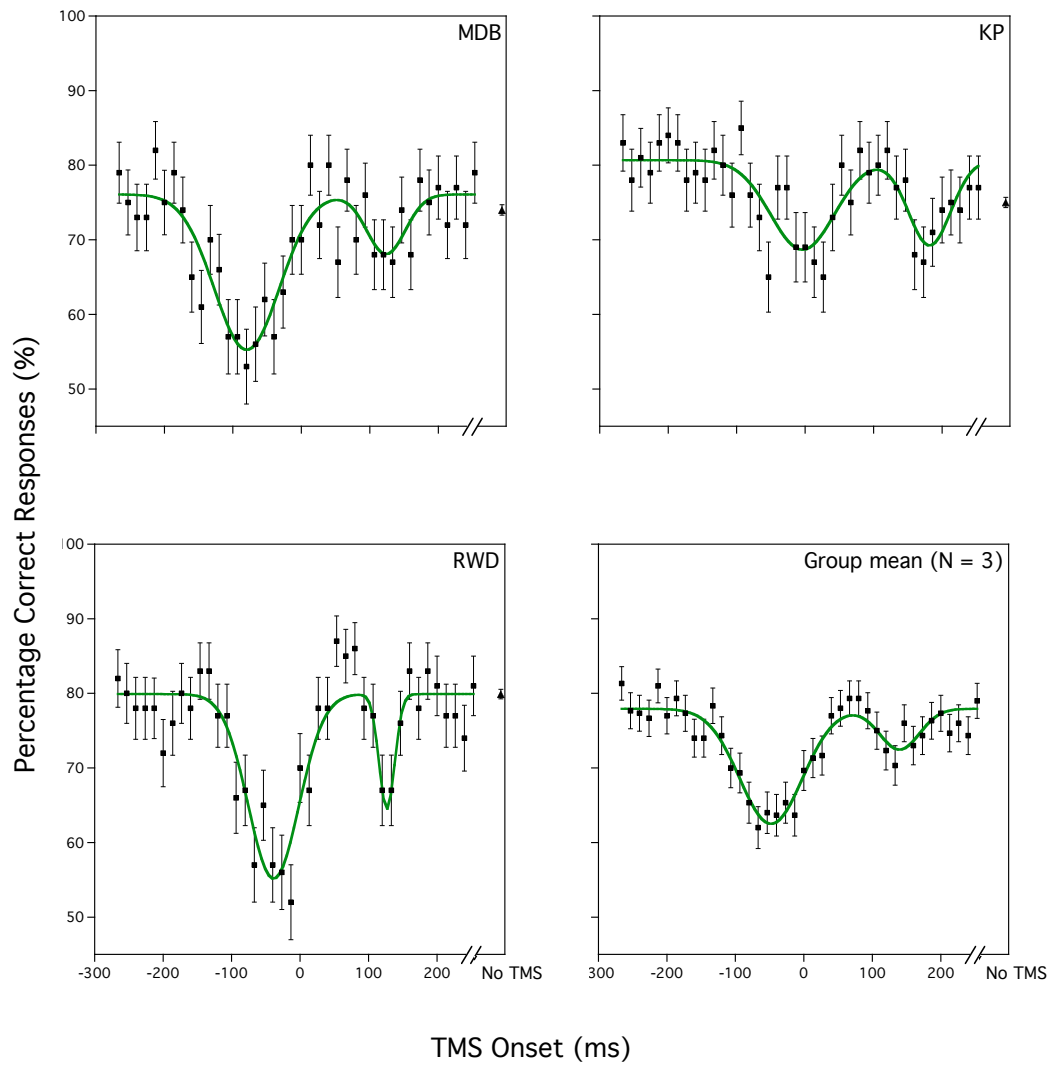 100
MDB
KP
90
80
70
60
50
Percentage Correct Responses (%)
100
RWD
Group mean (N = 3)
90
80
70
60
50
-300 -100 0 100 200 No TMS
300 -100 0 100 200 No TMS
TMS Onset (ms)